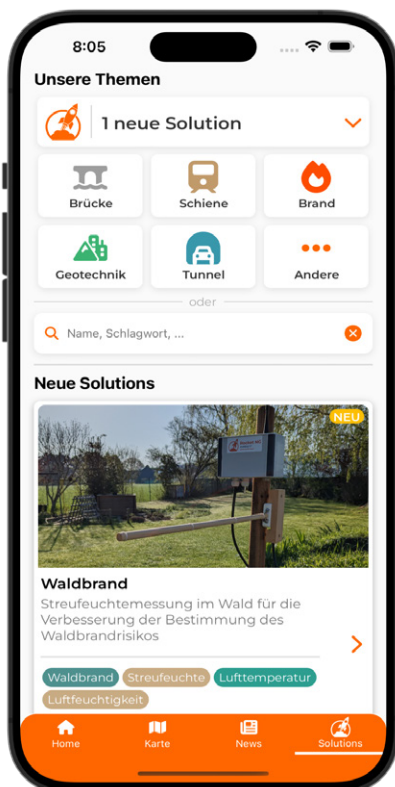 8:05
Unsere Themen
1 neue Solution
Brücke Schiene Brand
Geotechnik Tunnel Andere
oder
Name, Schlagwort, ...
Neue Solutions
NEU
Waldbrand
Streufeuchtemessung im Wald für die
Verbesserung der Bestimmung des
Waldbrandrisikos
Waldbrand Streufeuchte Lufttemperatur
Luftfeuchtigkeit
Home Karte News Solutions